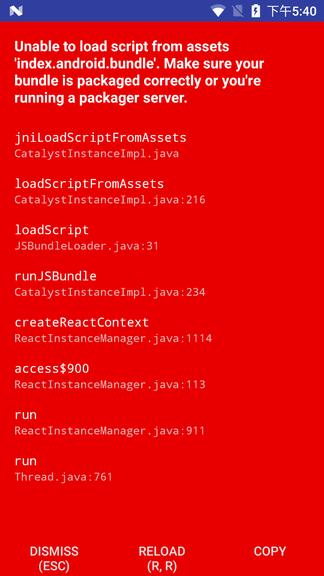 下午5:40
Unable to load script from assets
'index.android.bundle'. Make sure your
bundle is packaged correctly or you're
running a packager server.
jniLoadScriptFromAssets
CatalystInstanceImpl.java
loadScriptFromAssets
CatalystInstanceImpl.java:216
loadScript
JSBundleLoader.java:31
runJSBundle
CatalystInstanceImpl.java:234
createReactContext
ReactInstanceManager.java:1114
access$900
ReactInstanceManager.java:113
run
ReactInstanceManager.java:911
run
Thread.java:761
DISMISS RELOAD COPY
(ESC) (R, R)